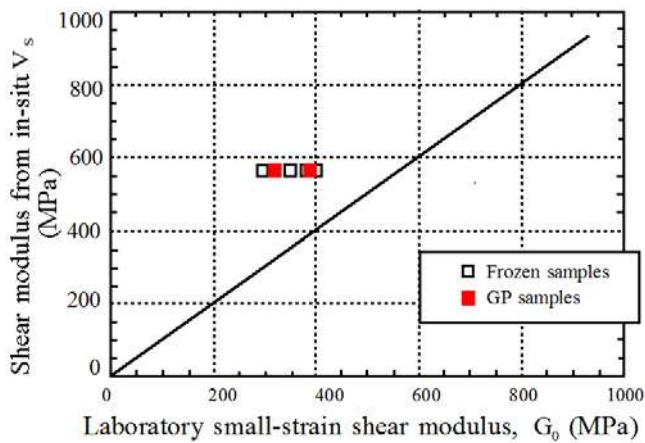 Shear modulus from in-situ V s
(MPa)
1000
800
600
400
200
0
Frozen samples
GP samples
0 200 400 600 800 1000
Laboratory small-strain shear modulus, G₀ (MPa)